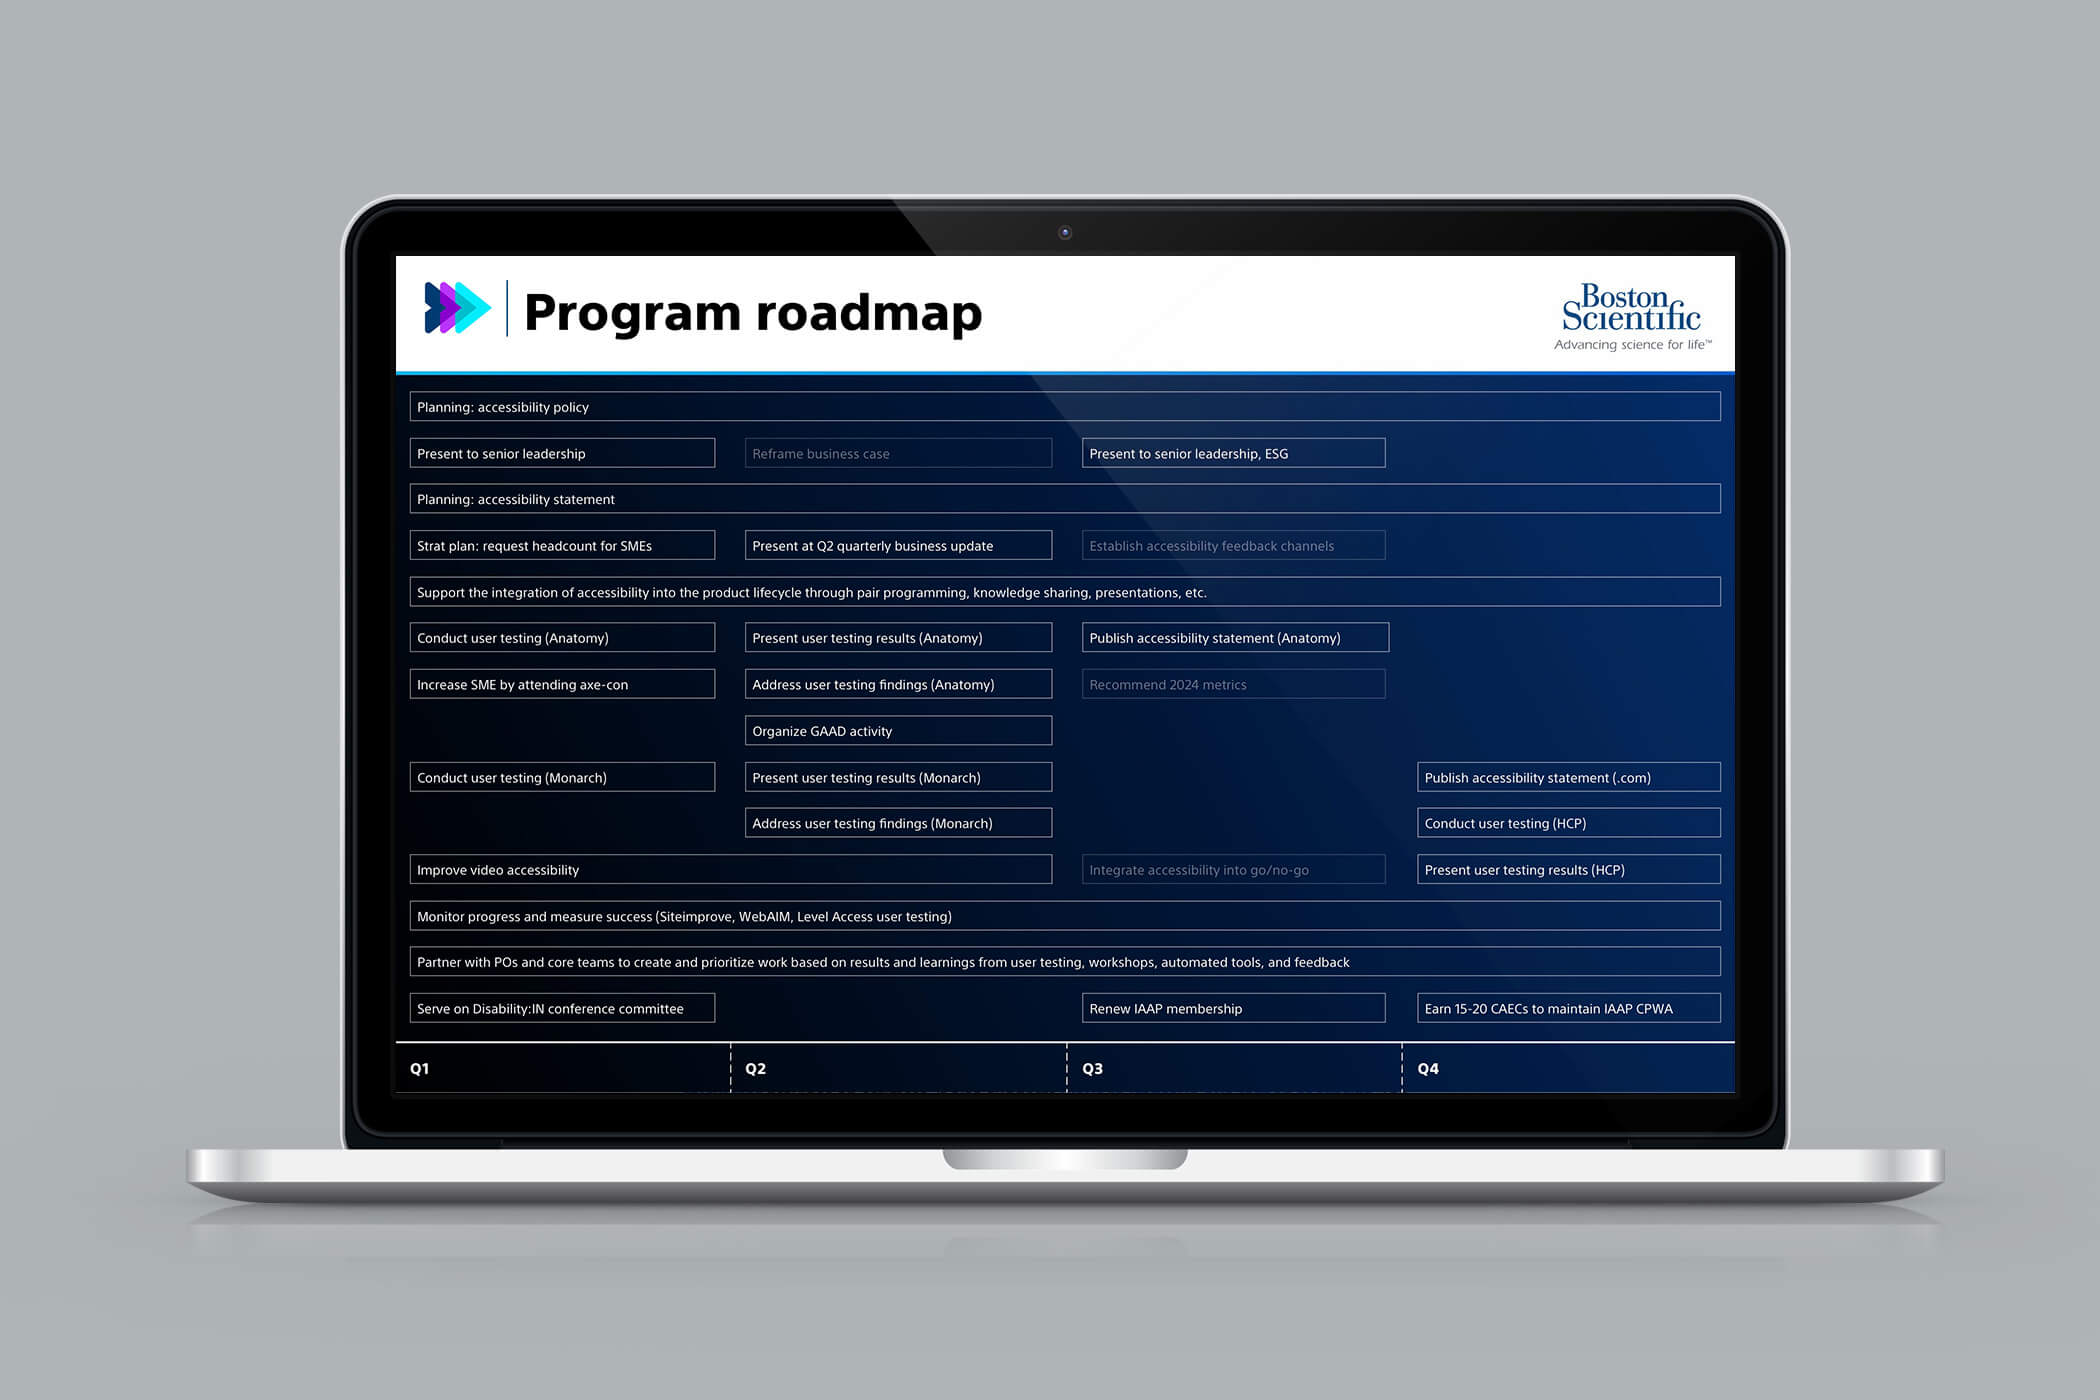 Program roadmap
Boston
Scientific
Advancing science for life™
Planning: accessibility policy
Present to senior leadership
Reframe business case
Present to senior leadership, ESG
Planning: accessibility statement
Strat plan: request headcount for SMEs
Present at Q2 quarterly business update
Establish accessibility feedback channels
Support the integration of accessibility into the product lifecycle through pair programming, knowledge sharing, presentations, etc.
Conduct user testing (Anatomy)
Present user testing results (Anatomy)
Publish accessibility statement (Anatomy)
Increase SME by attending axe-con
Address user testing findings (Anatomy)
Recommend 2024 metrics
Organize GAAD activity
Conduct user testing (Monarch)
Present user testing results (Monarch)
Publish accessibility statement (.com)
Address user testing findings (Monarch)
Conduct user testing (HCP)
Improve video accessibility
Integrate accessibility into go/no-go
Present user testing results (HCP)
Monitor progress and measure success (Siteimprove, WebAIM, Level Access user testing)
Partner with POs and core teams to create and prioritize work based on results and learnings from user testing, workshops, automated tools, and feedback
Serve on Disability:IN conference committee
Renew IAAP membership
Earn 15-20 CAECs to maintain IAAP CPWA
Q1
Q2
Q3
Q4